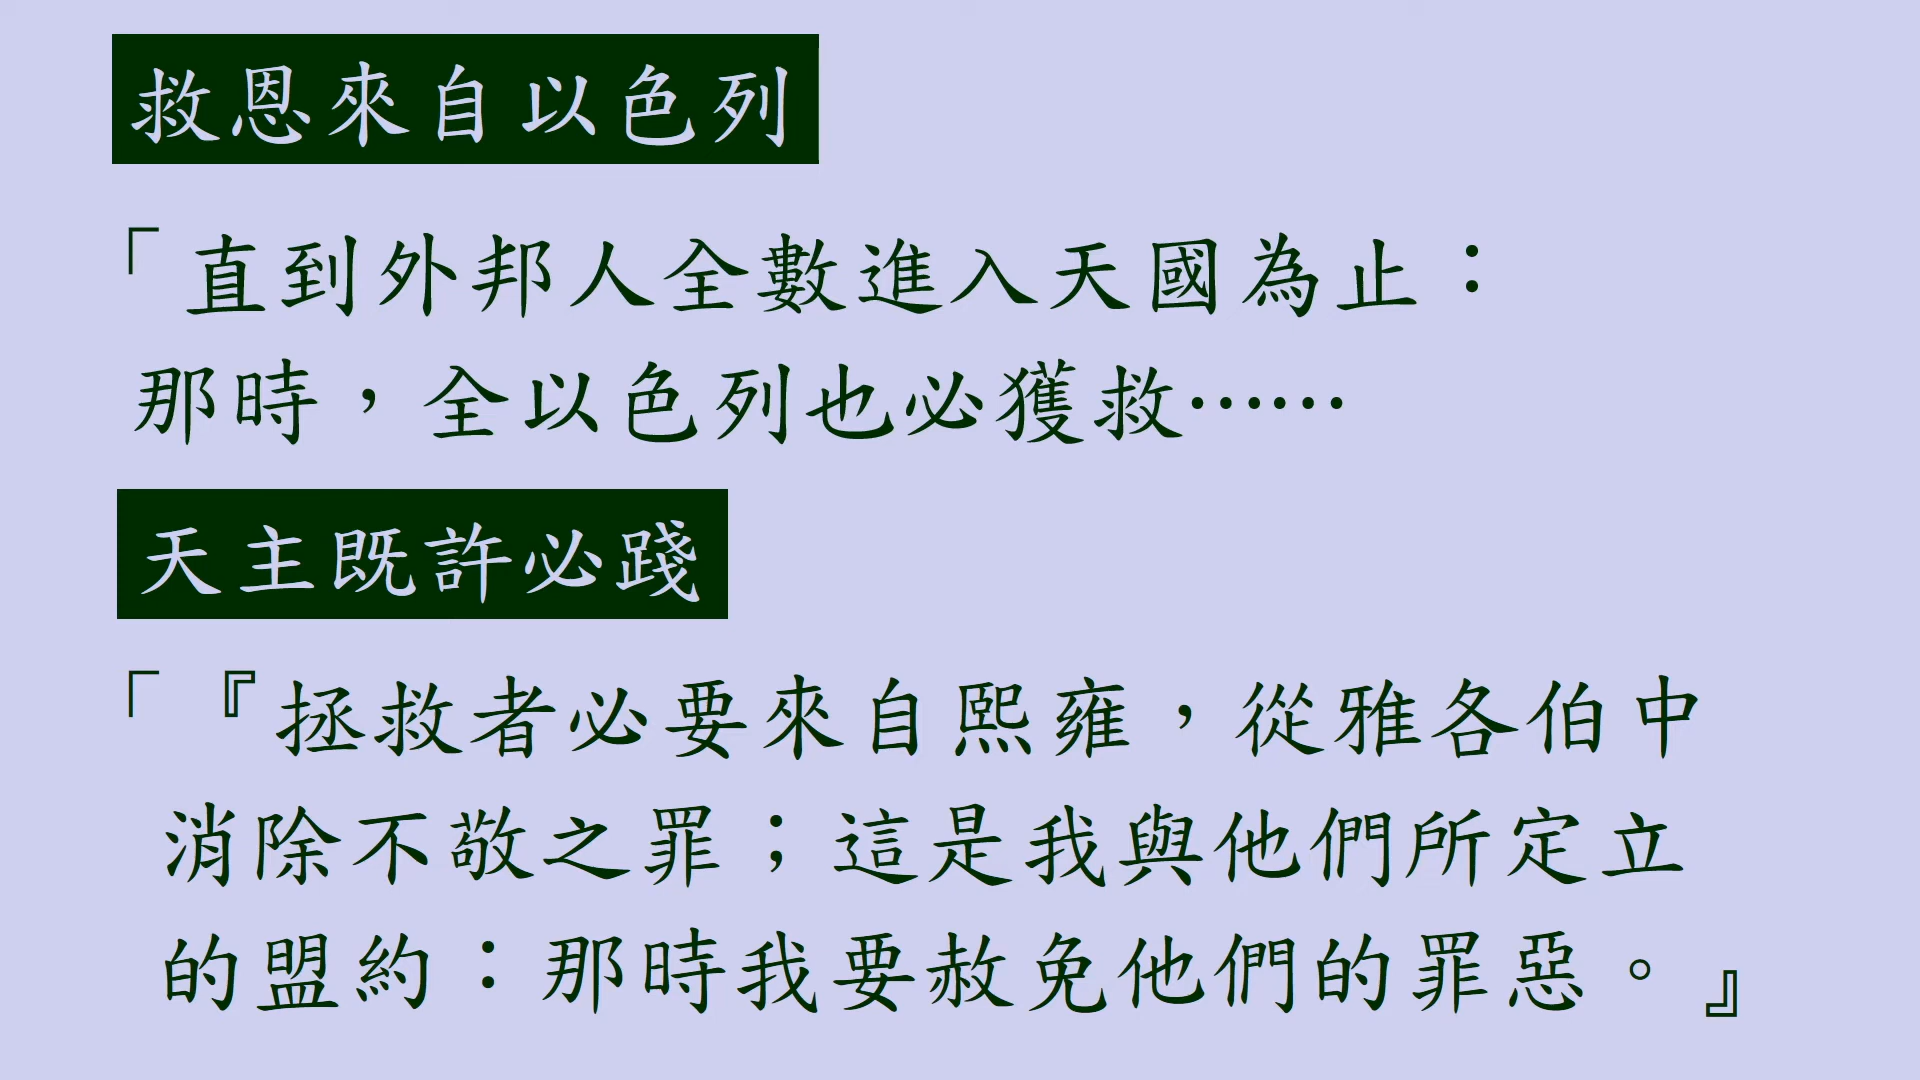 救恩來自以色列
「直到外邦人全數進入天國為止：
那時，全以色列也必獲救……
天主既許必踐
「『拯救者必要來自熙雍，從雅各伯中
消除不敬之罪；這是我與他們所定立
的盟約：那時我要赦免他們的罪惡。』